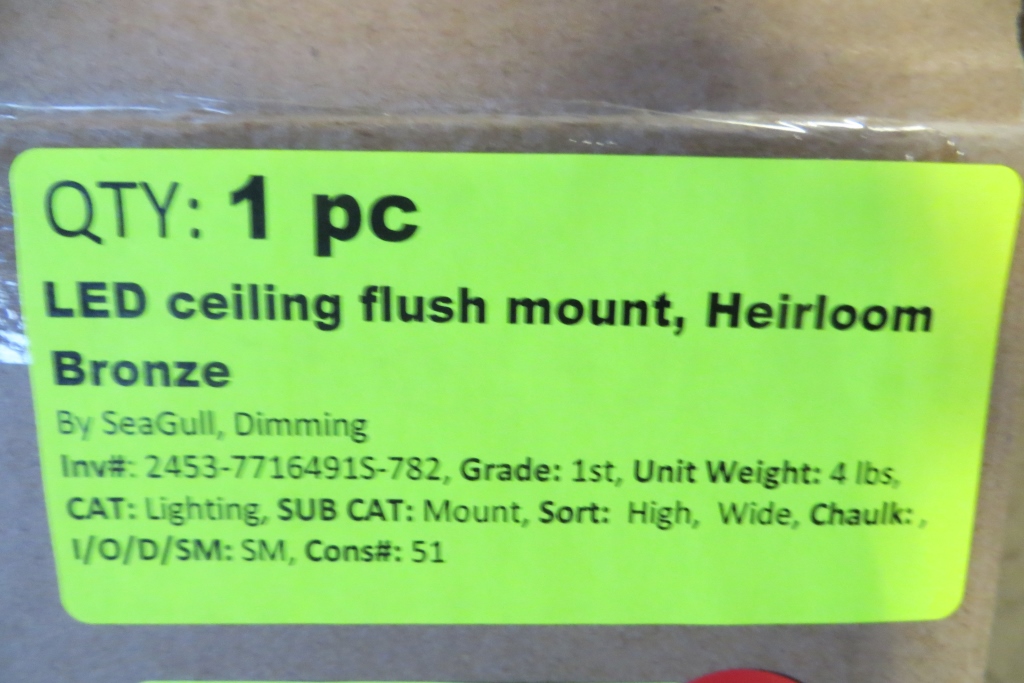 QTY: 1 pc
LED ceiling flush mount, Heirloom
Bronze
By SeaGull, Dimming
Inv#: 2453-7716491S-782, Grade: 1st, Unit Weight: 4 lbs,
CAT: Lighting, SUB CAT: Mount, Sort: High, Wide, Chaulk: ,
I/O/D/SM: SM, Cons#: 51